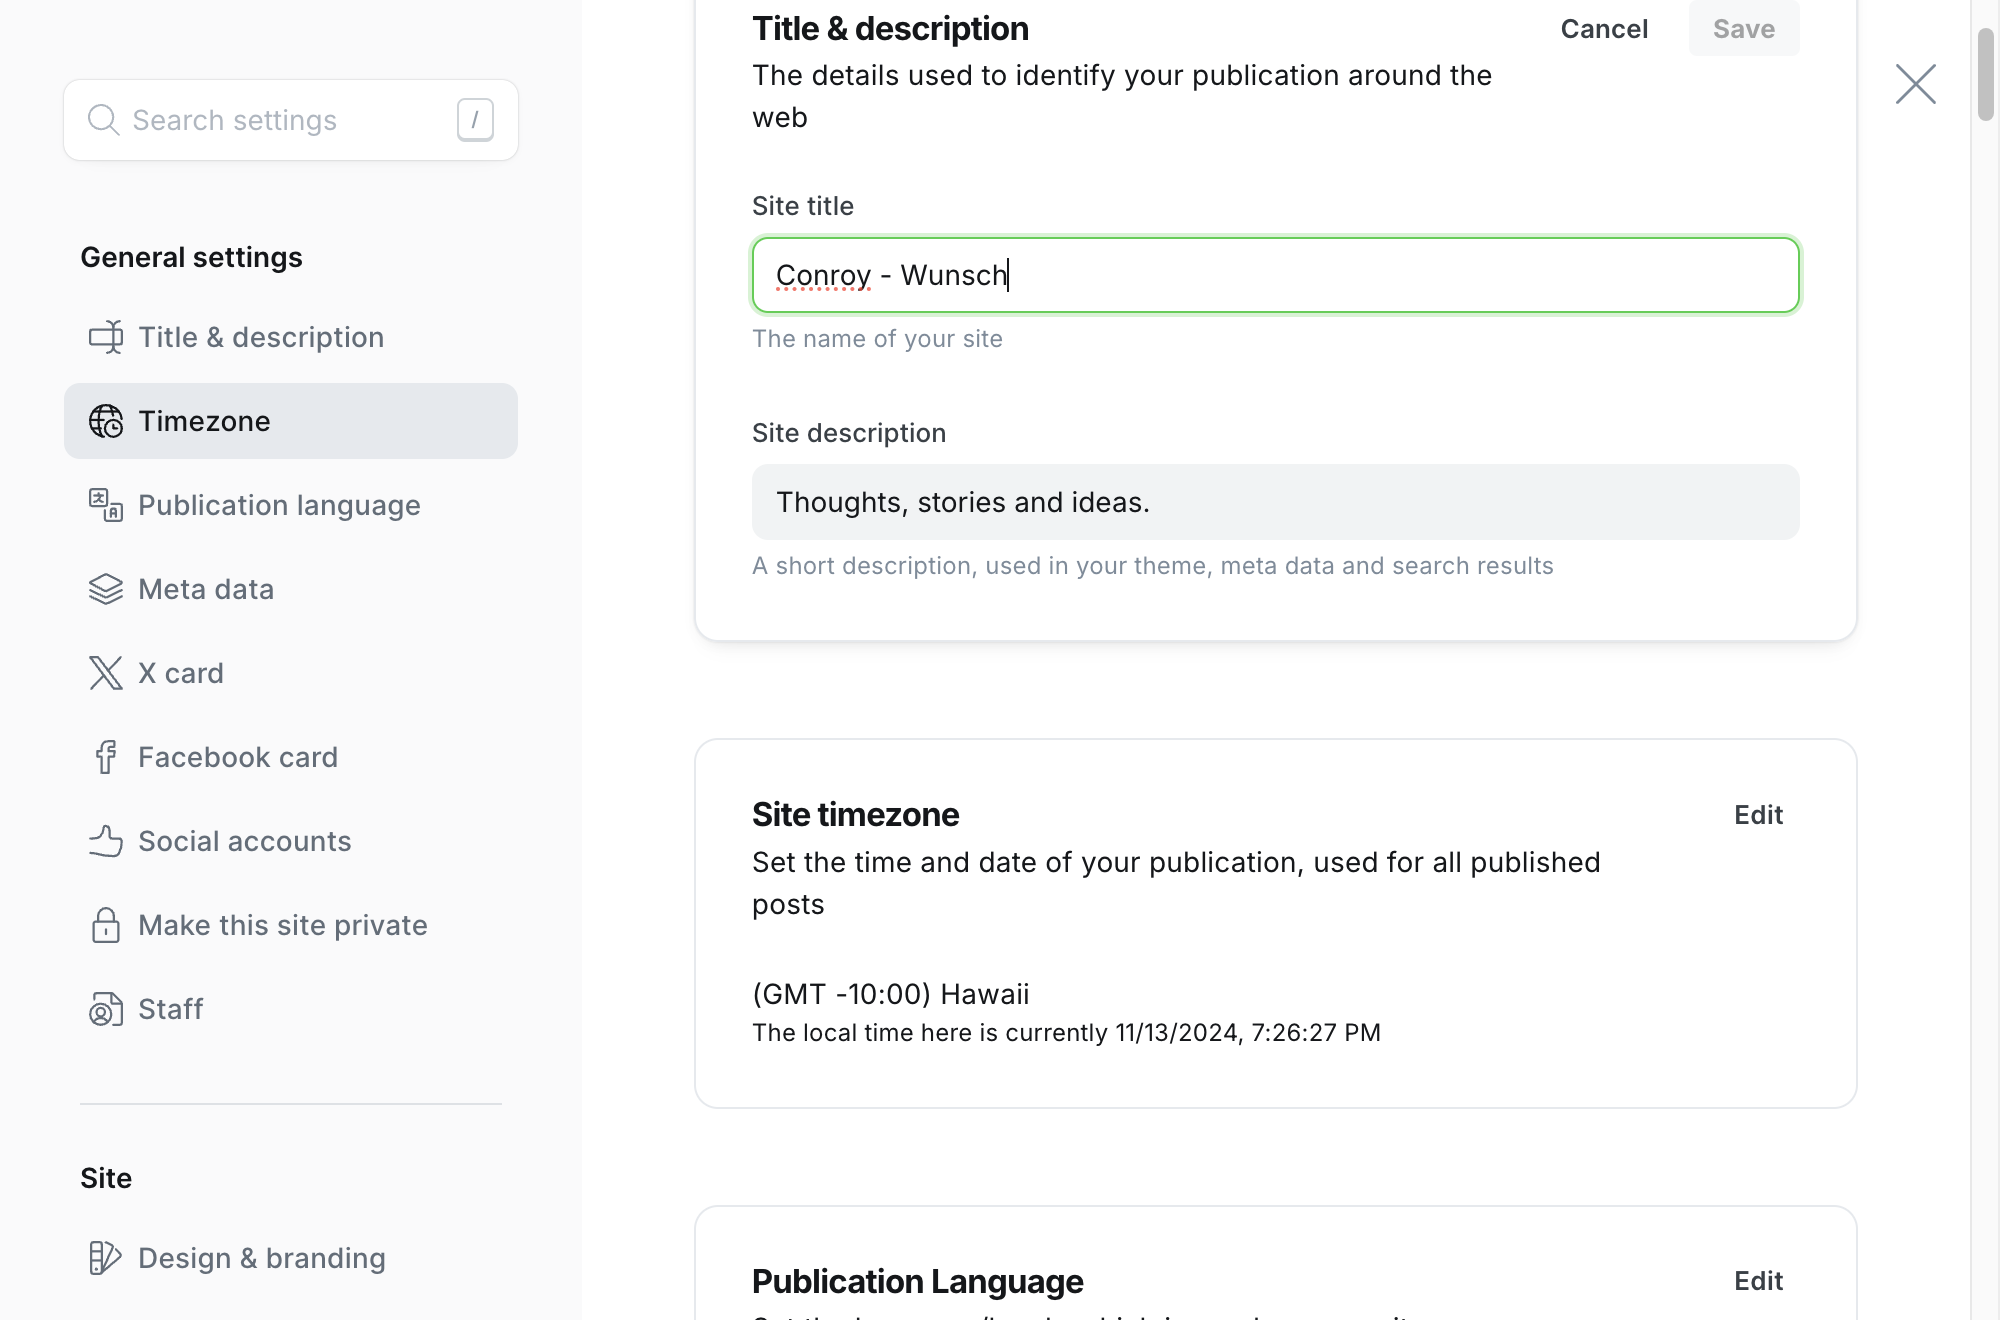 Search settings
/
General settings
Title & description
Timezone
Publication language
Meta data
X card
Facebook card
Social accounts
Make this site private
Staff
Site
Design & branding
Title & description
Cancel
Save
The details used to identify your publication around the
web
Site title
Conroy - Wunsch
The name of your site
Site description
Thoughts, stories and ideas.
A short description, used in your theme, meta data and search results
Site timezone
Edit
Set the time and date of your publication, used for all published
posts
(GMT -10:00) Hawaii
The local time here is currently 11/13/2024, 7:26:27 PM
Publication Language
Edit